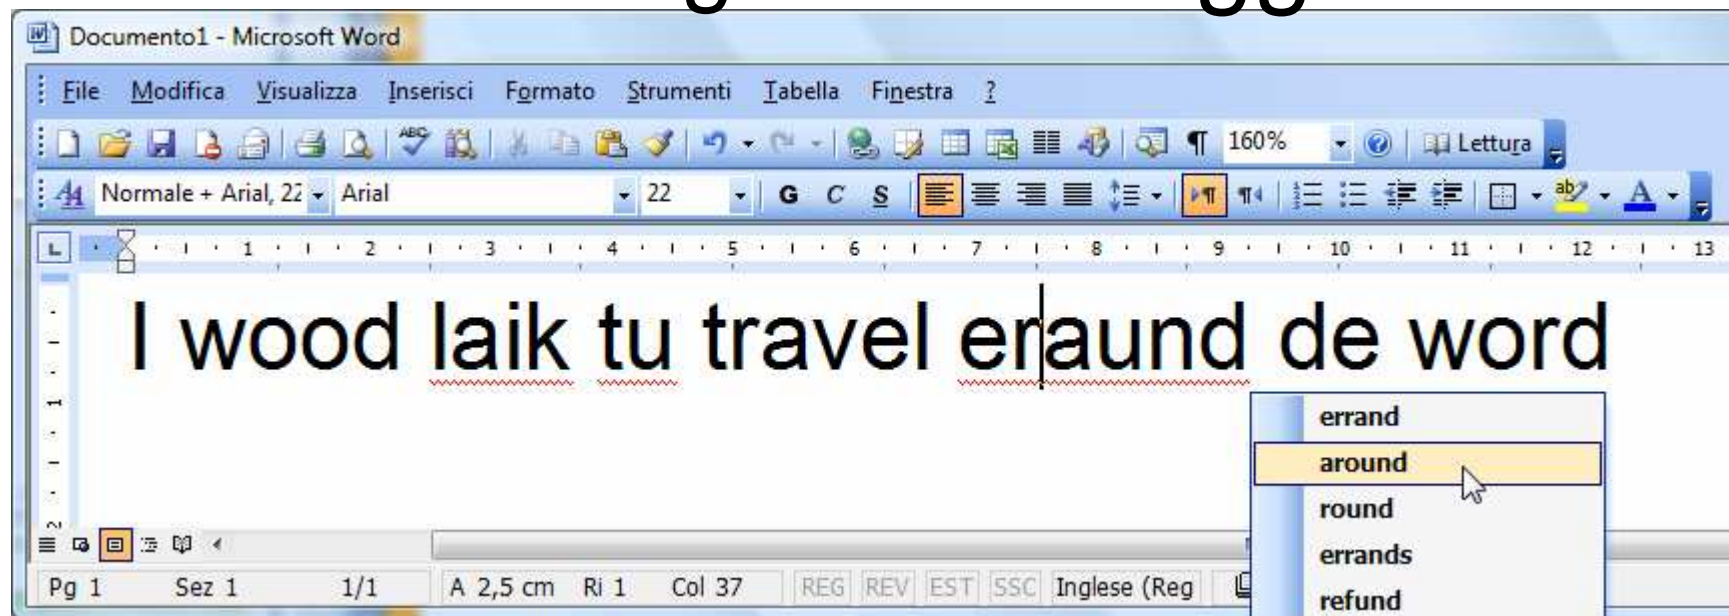 Documento1 - Microsoft Word
File Modifica Visualizza Inserisci Formato Strumenti Tabella Finestra ?
160% Lettura
Normale + Arial, 22 Arial 22 G C S
1 2 3 4 5 6 7 8 9 10 11 12 13
I wood laik tu travel eraund de word
errand
around
round
errands
refund
Pg 1 Sez 1 1/1 A 2,5 cm Ri 1 Col 37 REG REV EST SSC Inglese (Reg